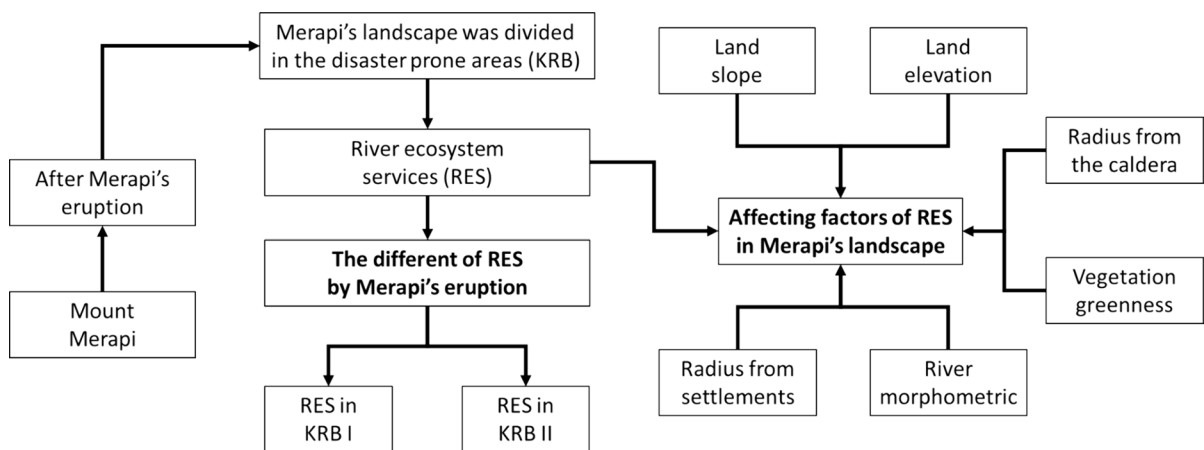 Merapi's landscape was divided
in the disaster prone areas (KRB)
River ecosystem
services (RES)
After Merapi's
eruption
The different of RES
by Merapi's eruption
Mount
Merapi
RES in
KRB I
RES in
KRB II
Land
slope
Land
elevation
Radius from
the caldera
Affecting factors of RES
in Merapi's landscape
Vegetation
greenness
Radius from
settlements
River
morphometric